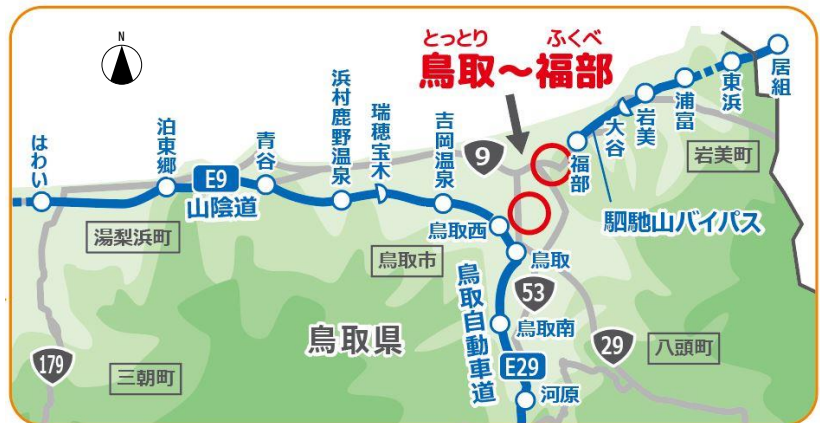 N
とっとり ふくべ
鳥取～福部
はわい
泊東郷
青谷
浜村鹿野温泉
瑞穂宝木
吉岡温泉
9
福部
大谷
岩美
浦富
東浜
居組
岩美町
E9
山陰道
駟馳山バイパス
湯梨浜町
鳥取市
鳥取西
鳥取
鳥取自動車道
53
鳥取県
鳥取南
29
八頭町
179
三朝町
E29
河原